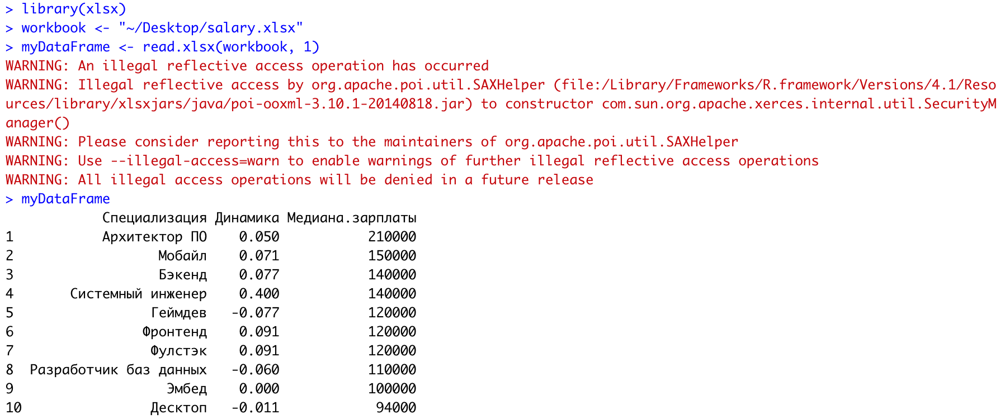 > library(xlsx)
> workbook <- "~/Desktop/salary.xlsx"
> myDataFrame <- read.xlsx(workbook, 1)
WARNING: An illegal reflective access operation has occurred
WARNING: Illegal reflective access by org.apache.poi.util.SAXHelper (file:/Library/Frameworks/R.framework/Versions/4.1/Reso
urces/library/xlsxjars/java/poi-ooxml-3.10.1-20140818.jar) to constructor com.sun.org.apache.xerces.internal.util.SecurityM
anager()
WARNING: Please consider reporting this to the maintainers of org.apache.poi.util.SAXHelper
WARNING: Use --illegal-access=warn to enable warnings of further illegal reflective access operations
WARNING: All illegal access operations will be denied in a future release
> myDataFrame
            Специализация Динамика Медиана.зарплаты
1           Архитектор ПО    0.050           210000
2                  Мобайл    0.071           150000
3                  Бэкенд    0.077           140000
4       Системный инженер    0.400           140000
5                 Геймдев   -0.077           120000
6                Фронтенд    0.091           120000
7                 Фулстэк    0.091           120000
8  Разработчик баз данных   -0.060           110000
9                   Эмбед    0.000           100000
10                Десктоп   -0.011            94000